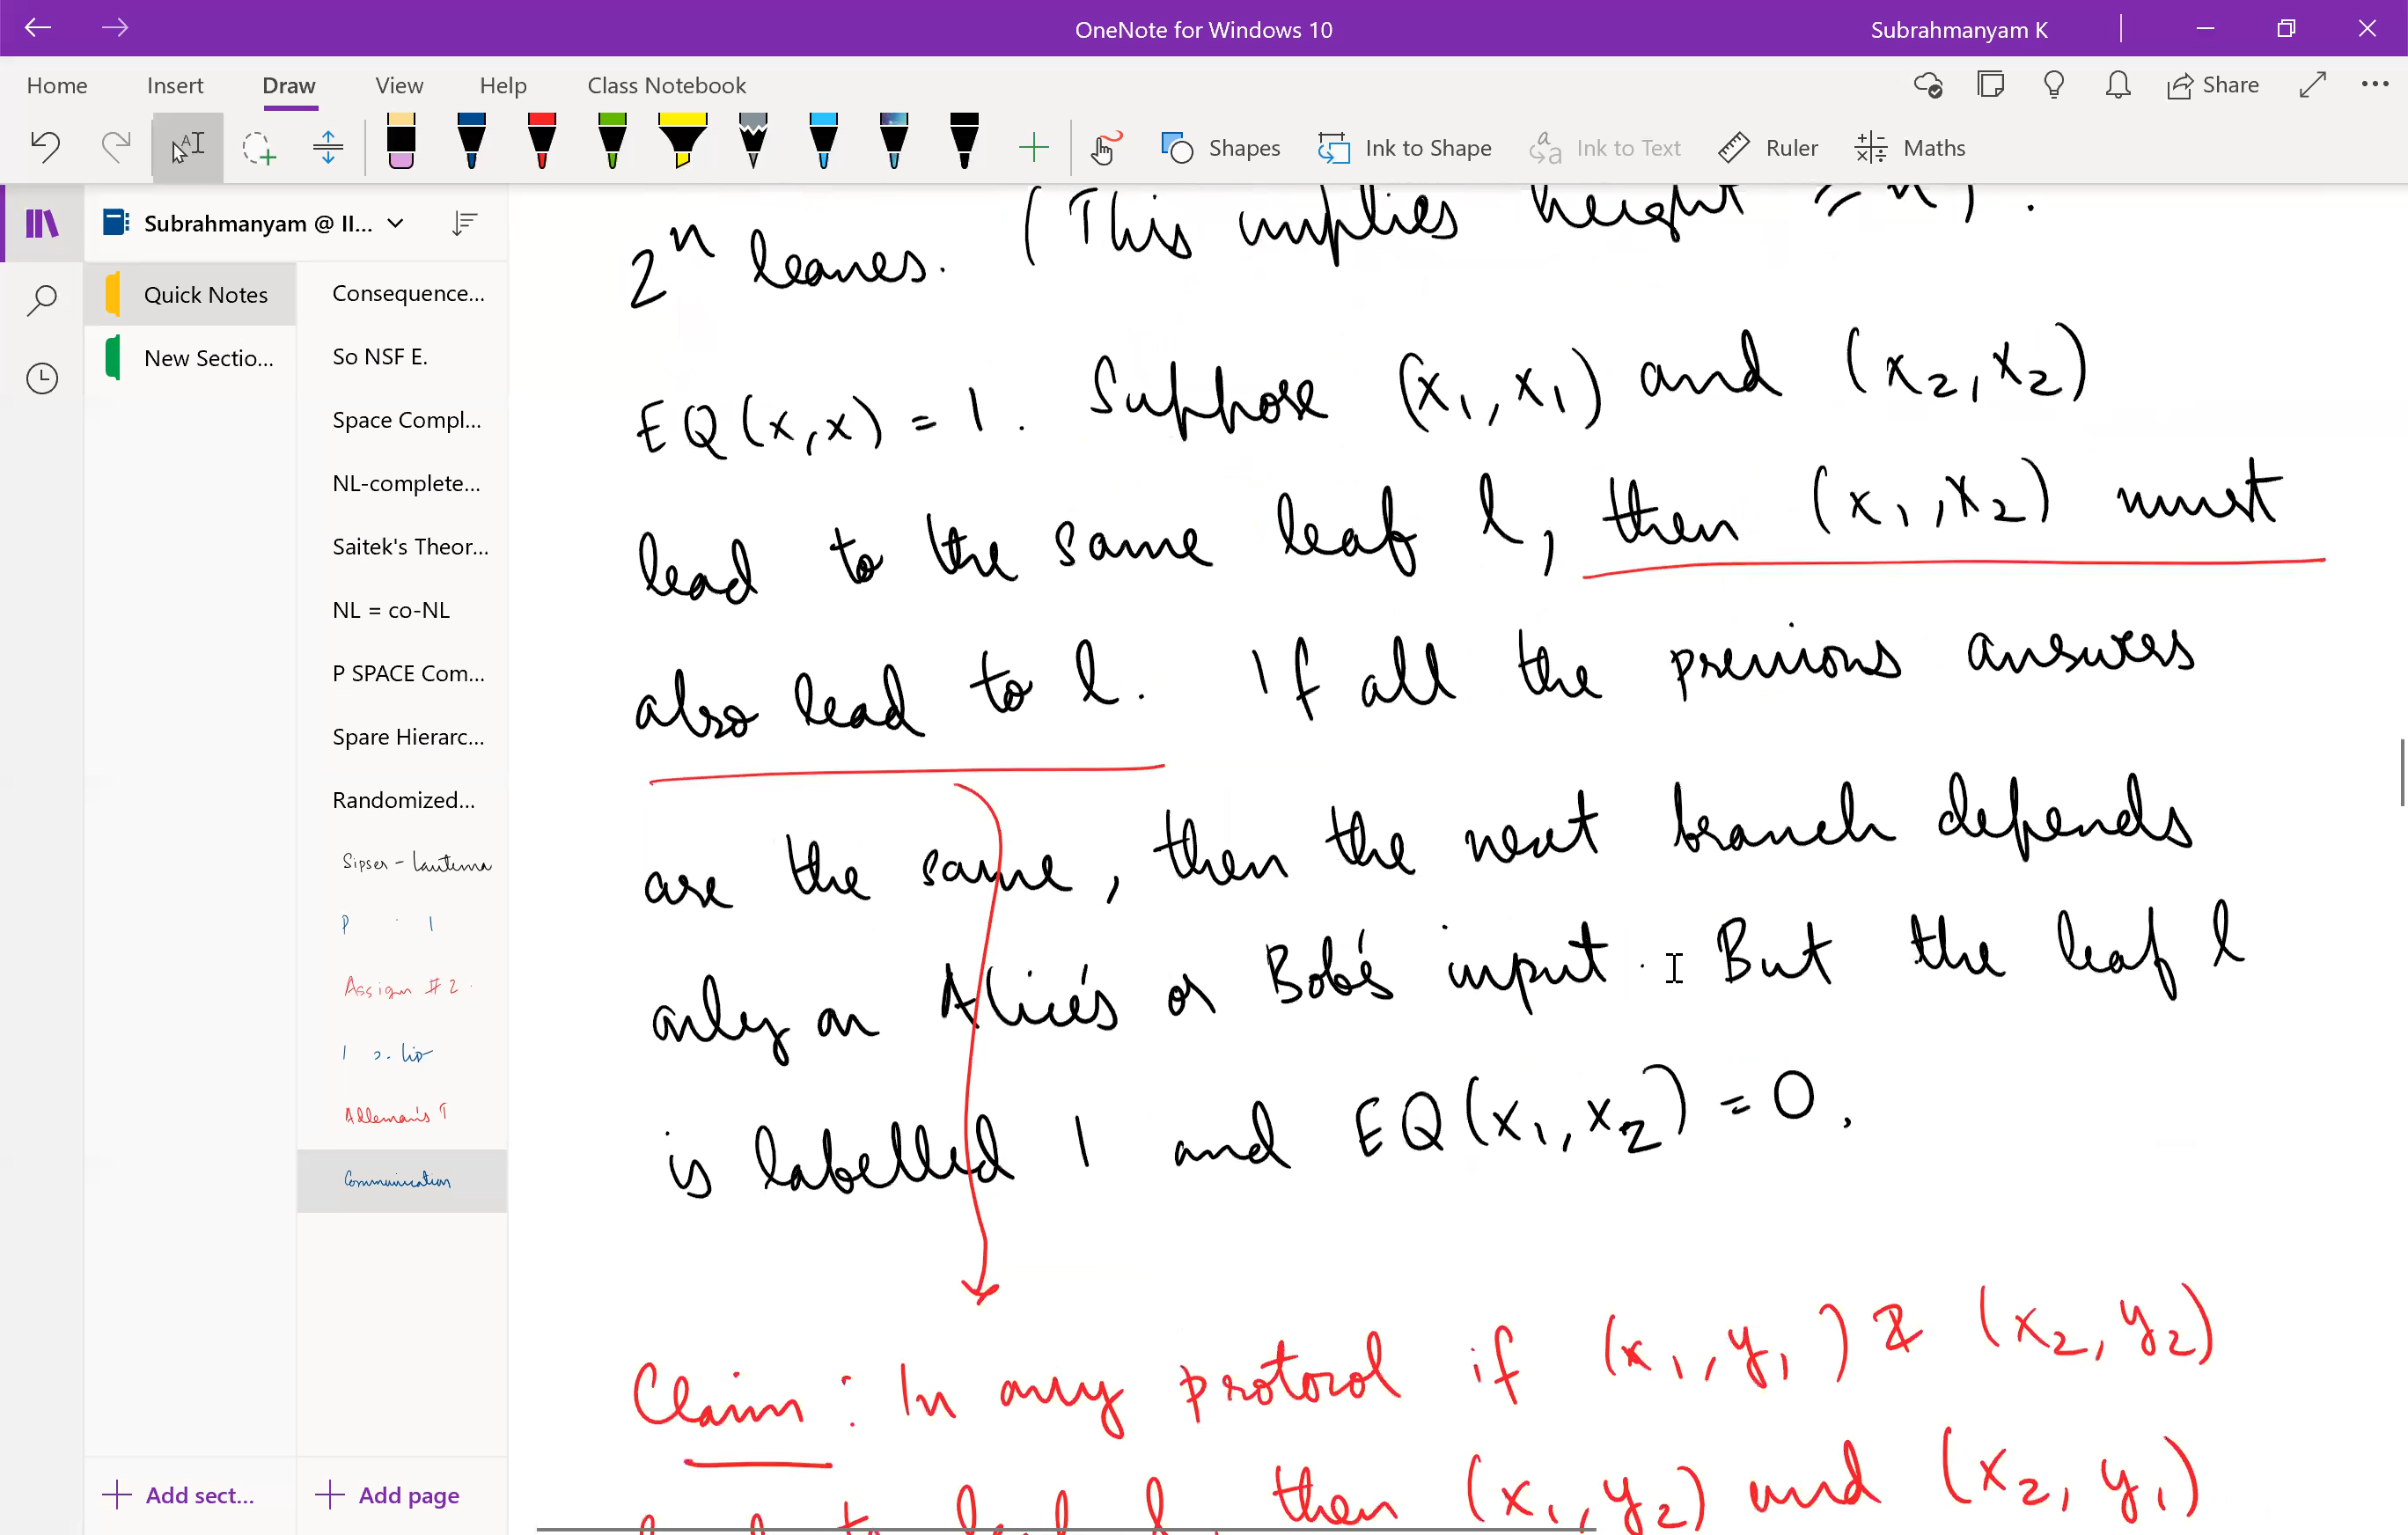 OneNote for Windows 10
Subrahmanyam K
Home Insert Draw View Help Class Notebook
Share
Shapes Ink to Shape Ink to Text Ruler Maths
Subrahmanyam @ II...
Quick Notes
New Sectio...
Consequence...
So NSF E.
Space Compl...
NL-complete...
Saitek's Theor...
NL = co-NL
P SPACE Com...
Spare Hierarc...
Randomized...
Sipser - Lautema
Assign # 2
Adleman's T
Communication
Add sect...
Add page
2^n leaves. (This implies height ≥ n).
EQ(x,x) = 1. Suppose (x₁,x₁) and (x₂,x₂)
lead to the same leaf l, then (x₁,x₂) must
also lead to l. If all the previous answers
are the same, then the next branch depends
only on Alice's or Bob's input. But the leaf l
is labelled 1 and EQ(x₁,x₂) = 0.
Claim: In any protocol if (x₁,y₁) & (x₂,y₂)
lead to leaf l, then (x₁,y₂) and (x₂,y₁)